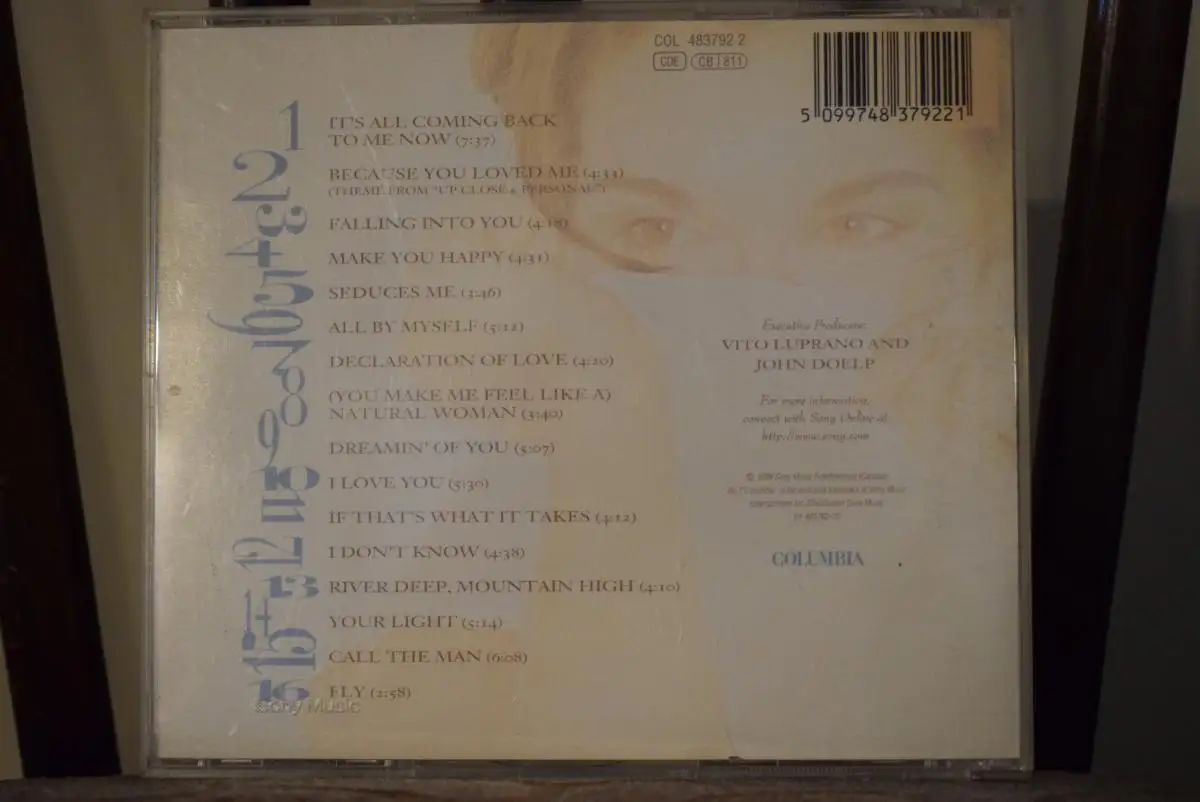 COL 483792 2
CDE CB 811
5 099748 379221
1 IT'S ALL COMING BACK
TO ME NOW (7:37)
2 BECAUSE YOU LOVED ME (4:33)
(THEME FROM "UP CLOSE & PERSONAL")
3 FALLING INTO YOU (4:18)
4 MAKE YOU HAPPY (4:31)
5 SEDUCES ME (3:46)
6 ALL BY MYSELF (5:12)
7 DECLARATION OF LOVE (4:20)
8 (YOU MAKE ME FEEL LIKE A)
NATURAL WOMAN (3:40)
9 DREAMIN' OF YOU (5:07)
10 I LOVE YOU (5:30)
11 IF THAT'S WHAT IT TAKES (4:12)
12 I DON'T KNOW (4:38)
13 RIVER DEEP, MOUNTAIN HIGH (4:10)
14 YOUR LIGHT (5:14)
15 CALL THE MAN (6:08)
16 FLY (2:58)
Sony Music
Executive Producers:
VITO LUPRANO AND
JOHN DOELP
For more information,
connect with Sony Online at
http://www.sony.com
Sony Music Entertainment
COLUMBIA